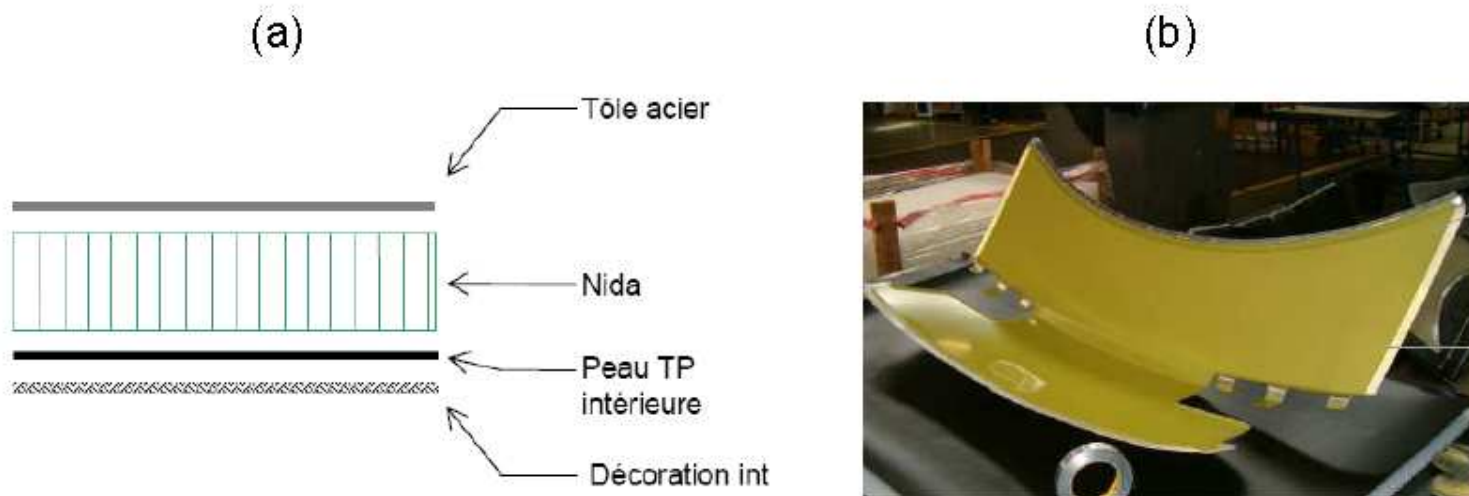 (a)
(b)
Tôle acier
Nida
Peau TP
intérieure
Décoration int